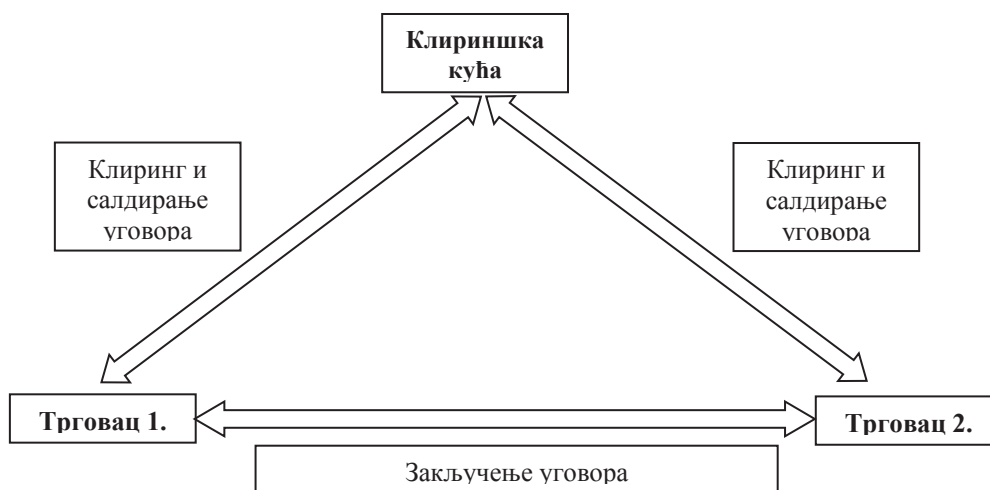 Клириншка
кућа
Клиринг и
салдирање
уговора
Клиринг и
салдирање
уговора
Трговац 1.
Трговац 2.
Закључење уговора